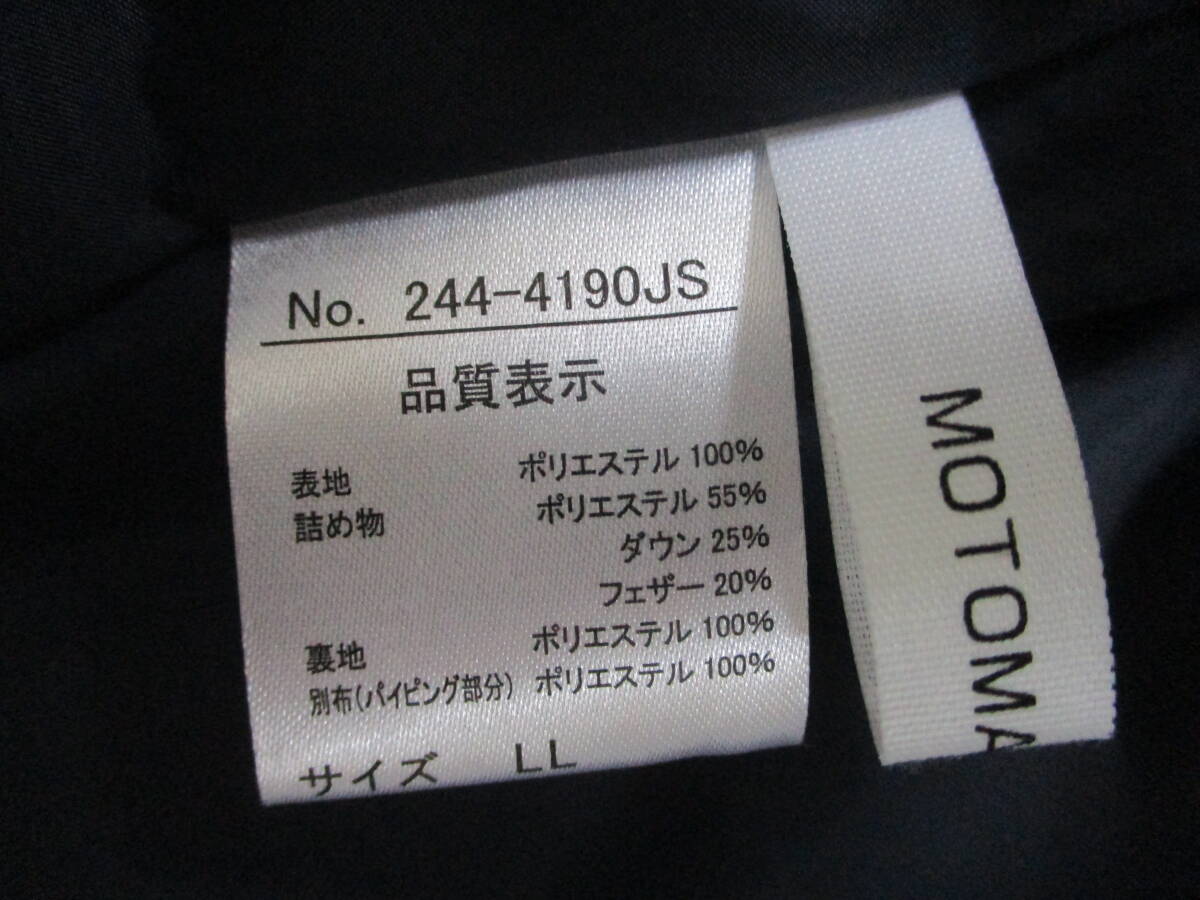 No. 244-4190JS
品質表示
表地 ポリエステル 100%
詰め物 ポリエステル 55%
ダウン 25%
フェザー 20%
裏地 ポリエステル 100%
別布(パイピング部分) ポリエステル 100%
サイズ LL
MOTOMA